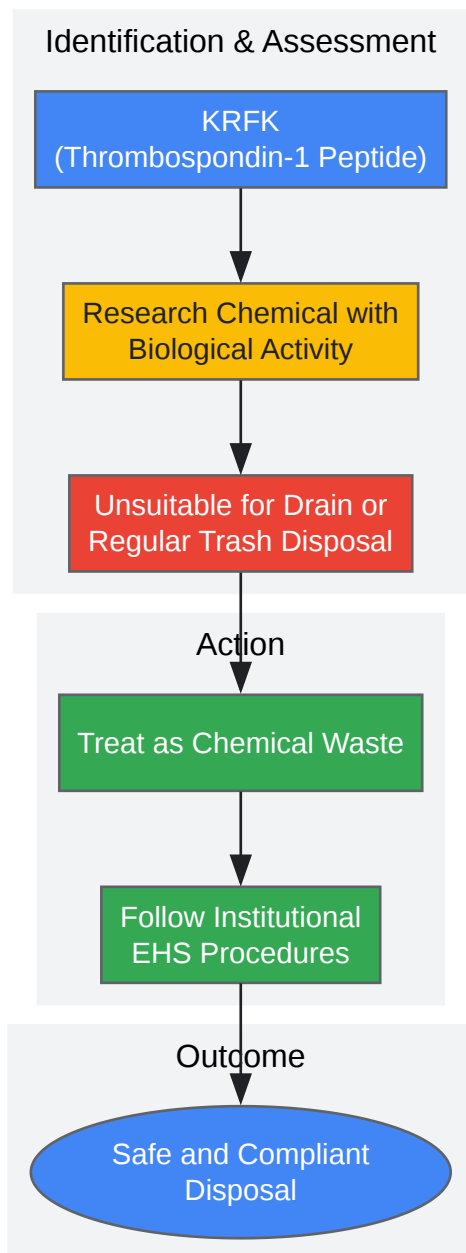 Identification & Assessment
KRFK
(Thrombospondin-1 Peptide)
Research Chemical with
Biological Activity
Unsuitable for Drain or
Regular Trash Disposal
Action
Treat as Chemical Waste
Follow Institutional
EHS Procedures
Outcome
Safe and Compliant
Disposal